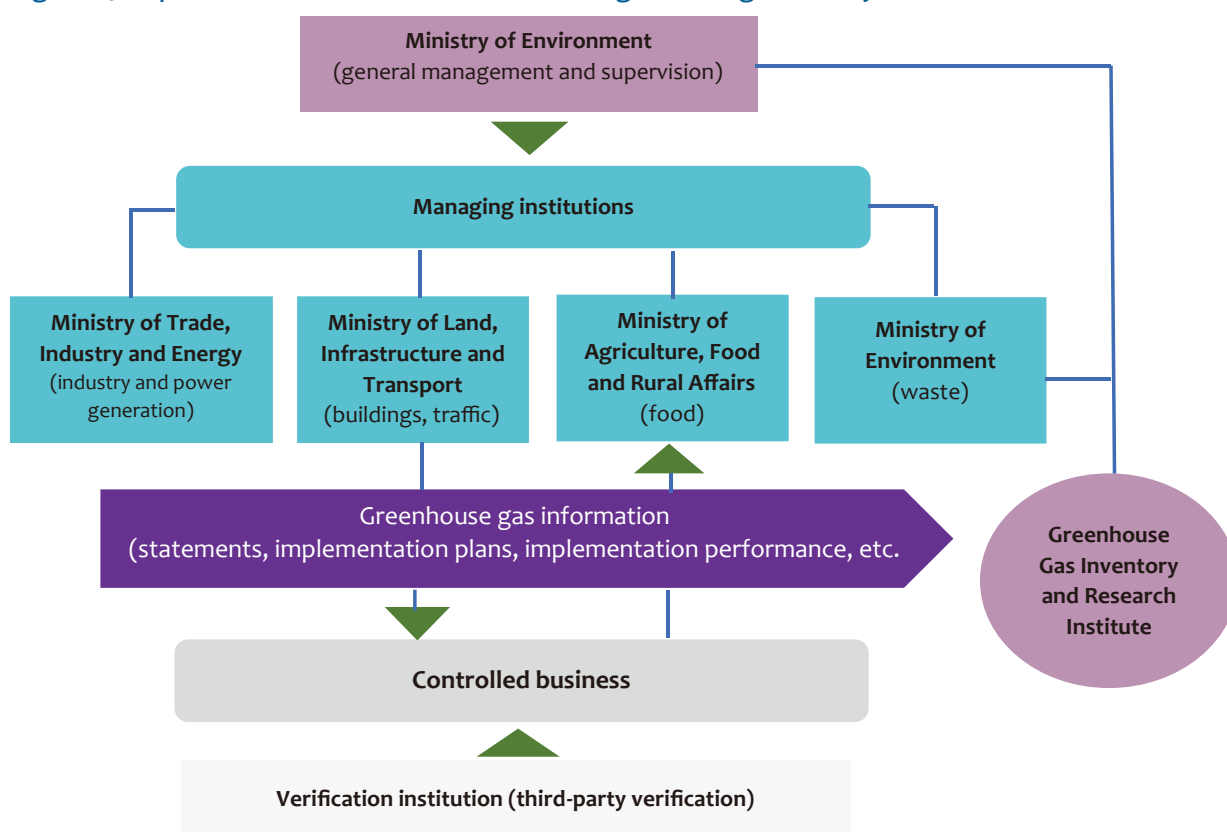 Ministry of Environment
(general management and supervision)
Managing institutions
Ministry of Trade,
Industry and Energy
(industry and power
generation)
Ministry of Land,
Infrastructure and
Transport
(buildings, traffic)
Ministry of
Agriculture, Food
and Rural Affairs
(food)
Ministry of
Environment
(waste)
Greenhouse gas information
(statements, implementation plans, implementation performance, etc.
Greenhouse
Gas Inventory
and Research
Institute
Controlled business
Verification institution (third-party verification)